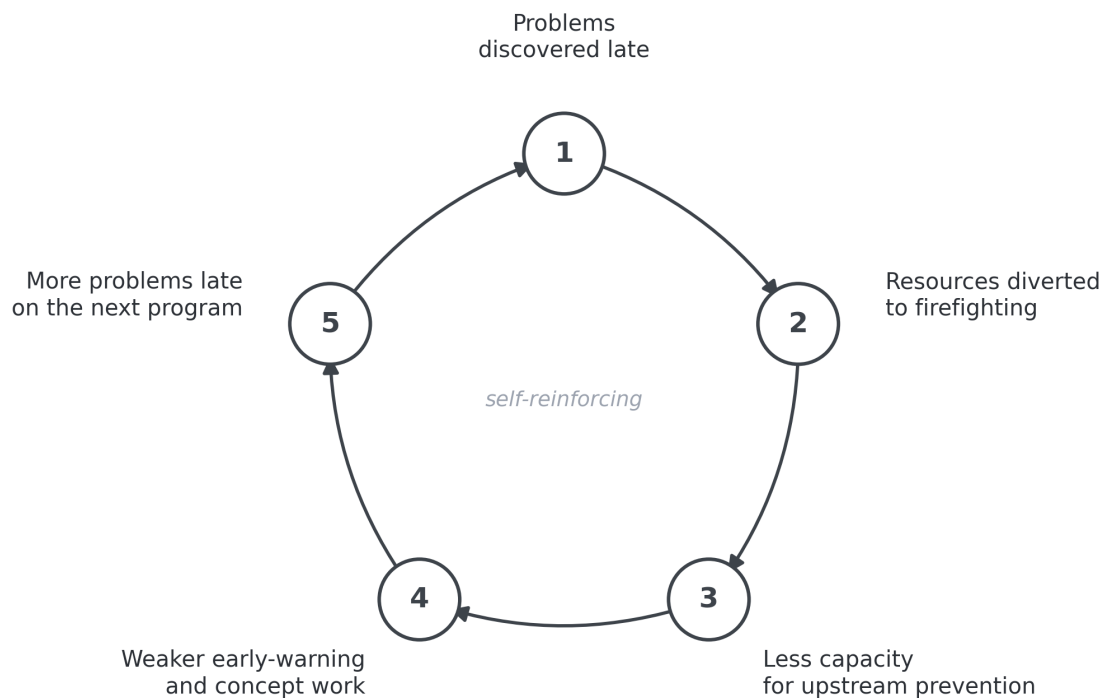 Problems
discovered late
1
More problems late
on the next program
5
2
Resources diverted
to firefighting
self-reinforcing
4
3
Weaker early-warning
and concept work
Less capacity
for upstream prevention